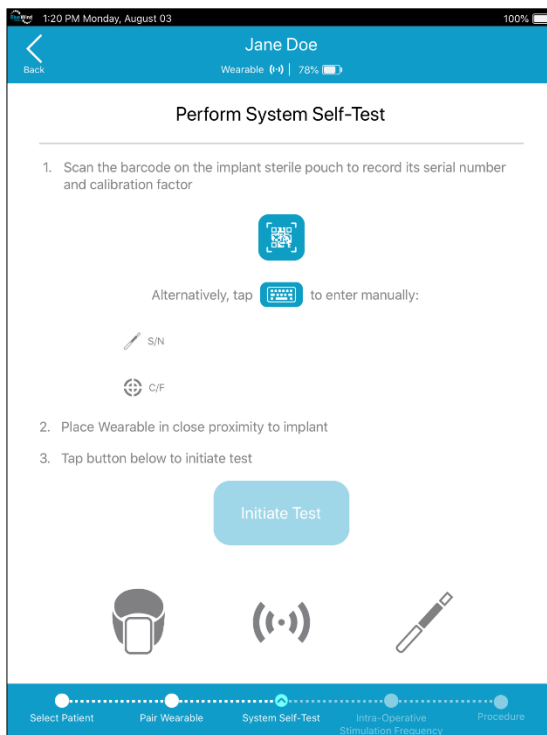 BlueWind 1:20 PM Monday, August 03 100%
Jane Doe
Back
Wearable 78%
Perform System Self-Test
1. Scan the barcode on the implant sterile pouch to record its serial number
and calibration factor
Alternatively, tap to enter manually:
S/N
C/F
2. Place Wearable in close proximity to implant
3. Tap button below to initiate test
Initiate Test
Select Patient Pair Wearable System Self-Test Intra-Operative Procedure
Stimulation Frequency